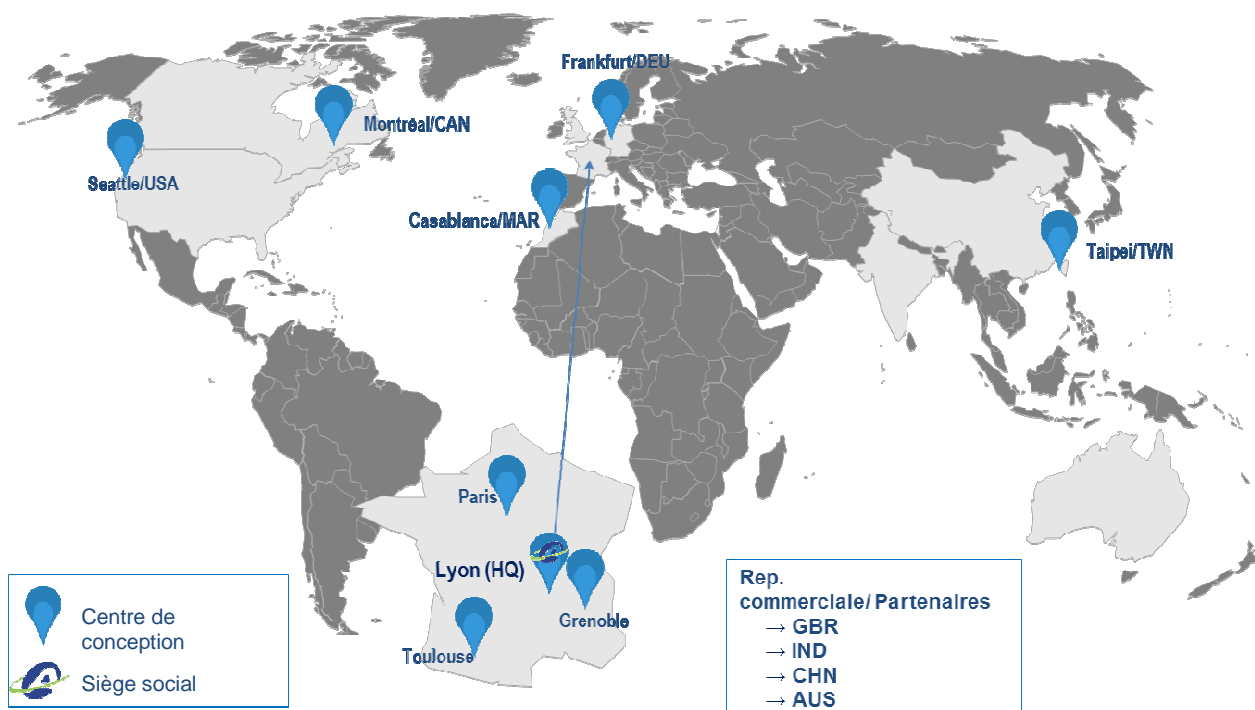 Frankfurt/DEU
Montréal/CAN
Seattle/USA
Casablanca/MAR
Taipei/TWN
Paris
Lyon (HQ)
Grenoble
Toulouse
Centre de
conception
Siège social
Rep.
commerciale/ Partenaires
→ GBR
→ IND
→ CHN
→ AUS